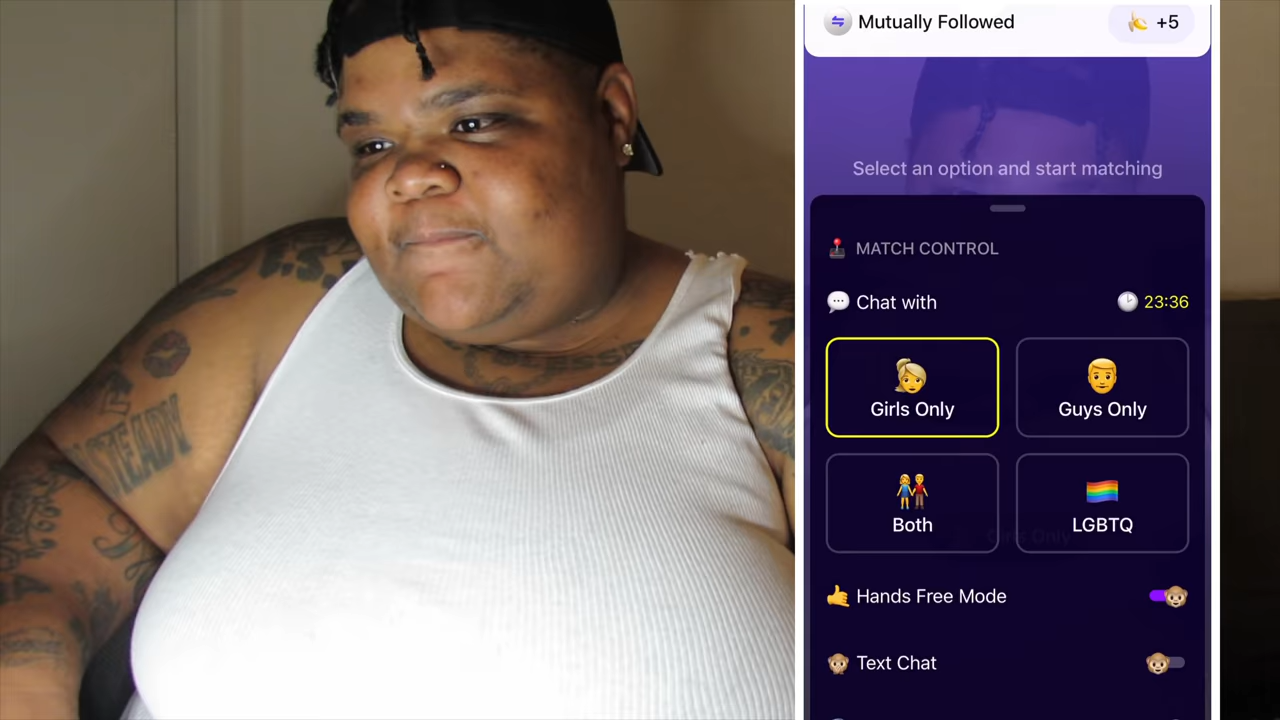 Mutually Followed
+5
Select an option and start matching
MATCH CONTROL
Chat with
23:36
Girls Only
Guys Only
Both
LGBTQ
Hands Free Mode
Text Chat
STEADY